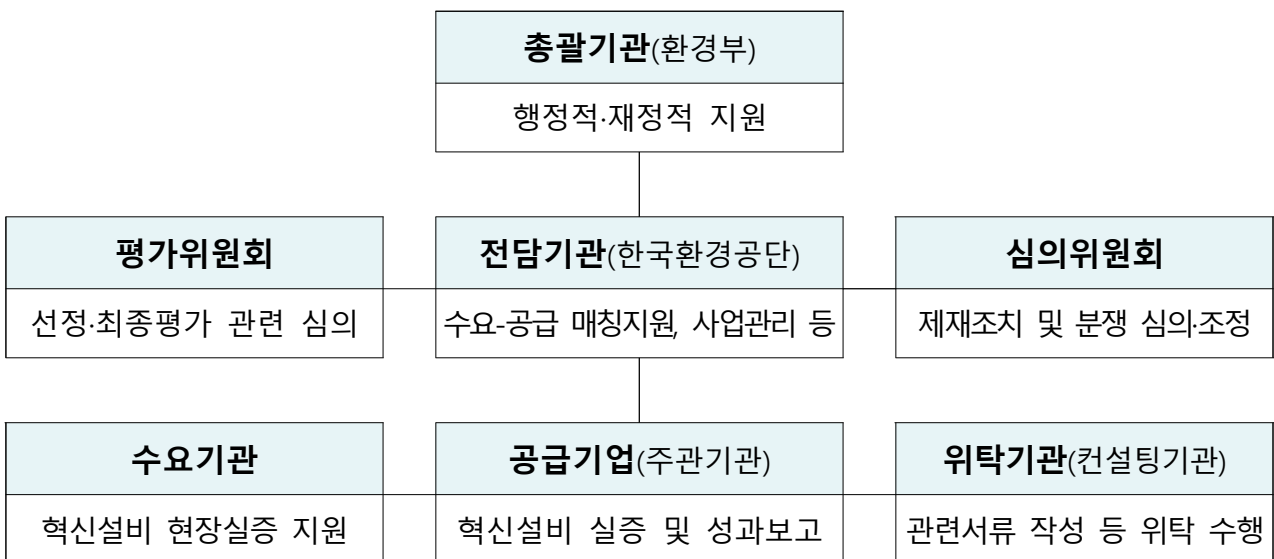 총괄기관(환경부)
행정적·재정적 지원
평가위원회
선정·최종평가 관련 심의
전담기관(한국환경공단)
수요-공급 매칭지원, 사업관리 등
심의위원회
제재조치 및 분쟁 심의·조정
수요기관
혁신설비 현장실증 지원
공급기업(주관기관)
혁신설비 실증 및 성과보고
위탁기관(컨설팅기관)
관련서류 작성 등 위탁 수행